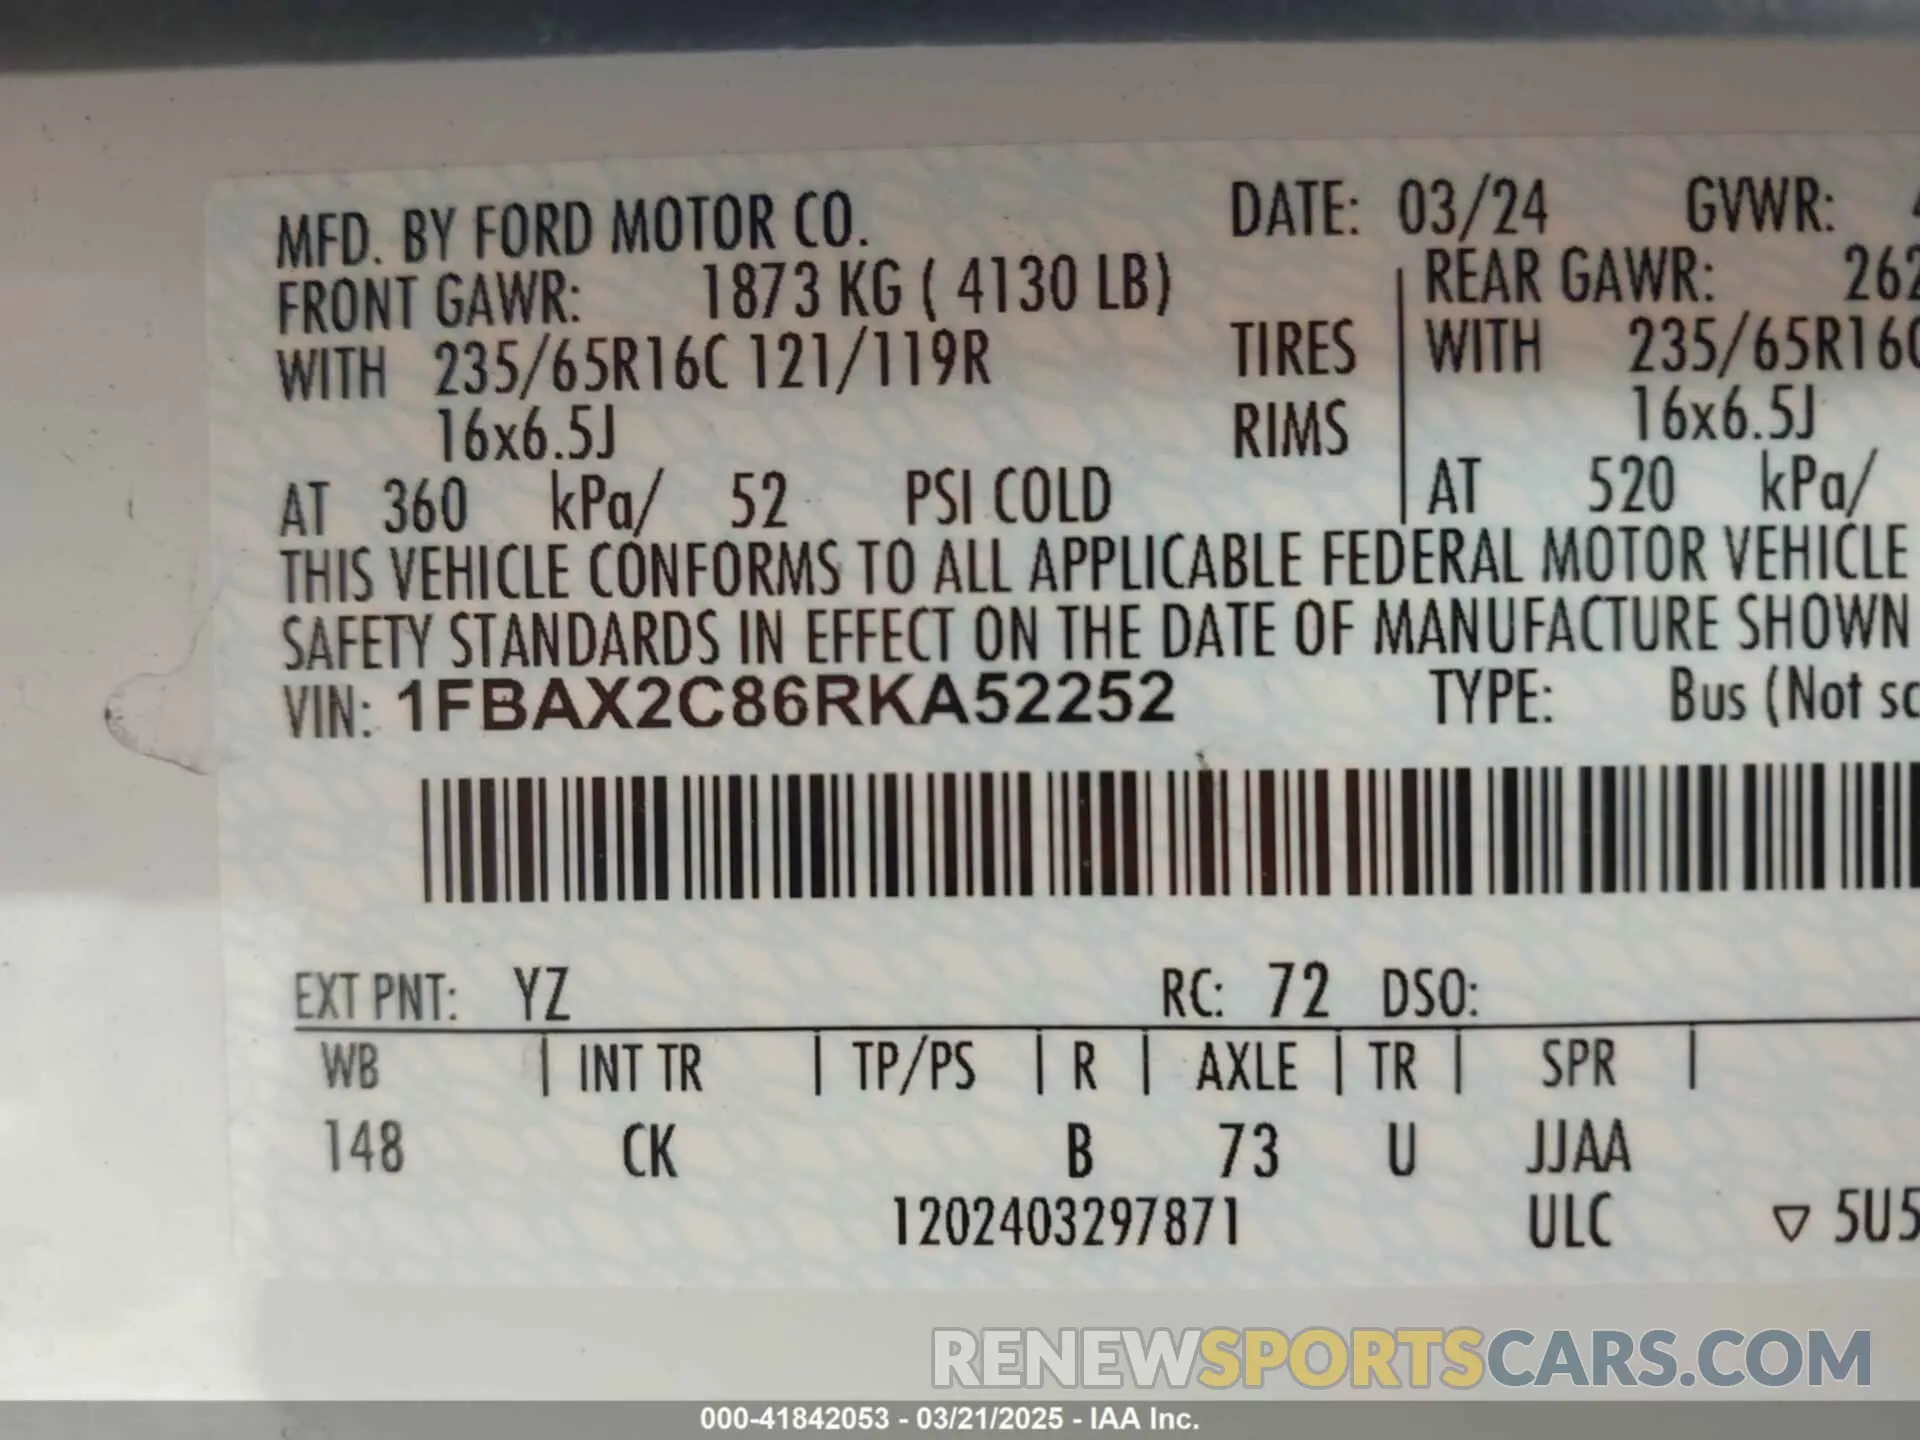 MFD. BY FORD MOTOR CO. DATE: 03/24 GVWR:
FRONT GAWR: 1873 KG ( 4130 LB) REAR GAWR: 262
WITH 235/65R16C 121/119R TIRES WITH 235/65R16C
16x6.5J RIMS 16x6.5J
AT 360 kPa/ 52 PSI COLD AT 520 kPa/
THIS VEHICLE CONFORMS TO ALL APPLICABLE FEDERAL MOTOR VEHICLE
SAFETY STANDARDS IN EFFECT ON THE DATE OF MANUFACTURE SHOWN
VIN: 1FBAX2C86RKA52252 TYPE: Bus (Not sc
EXT PNT: YZ RC: 72 DSO:
WB | INT TR | TP/PS | R | AXLE | TR | SPR |
148 CK B 73 U JJAA
1202403297871 ULC ▽ 5U5
RENEWSPORTSCARS.COM
000-41842053 - 03/21/2025 - IAA Inc.